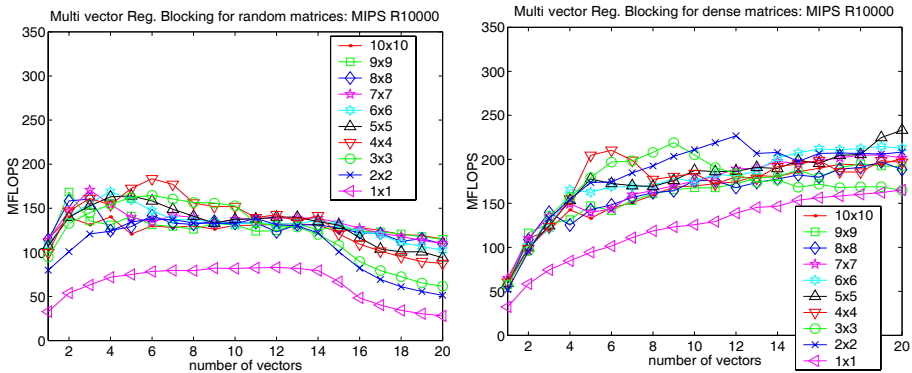 Multi vector Reg. Blocking for random matrices: MIPS R10000
350
300
250
200
150
100
50
0
MFLOPS
2 4 6 8 10 12 14 16 18 20
number of vectors
10x10
9x9
8x8
7x7
6x6
5x5
4x4
3x3
2x2
1x1
Multi vector Reg. Blocking for dense matrices: MIPS R10000
350
300
250
200
150
100
50
0
MFLOPS
2 4 6 8 10 12 14 16 18 20
number of vectors
10x10
9x9
8x8
7x7
6x6
5x5
4x4
3x3
2x2
1x1